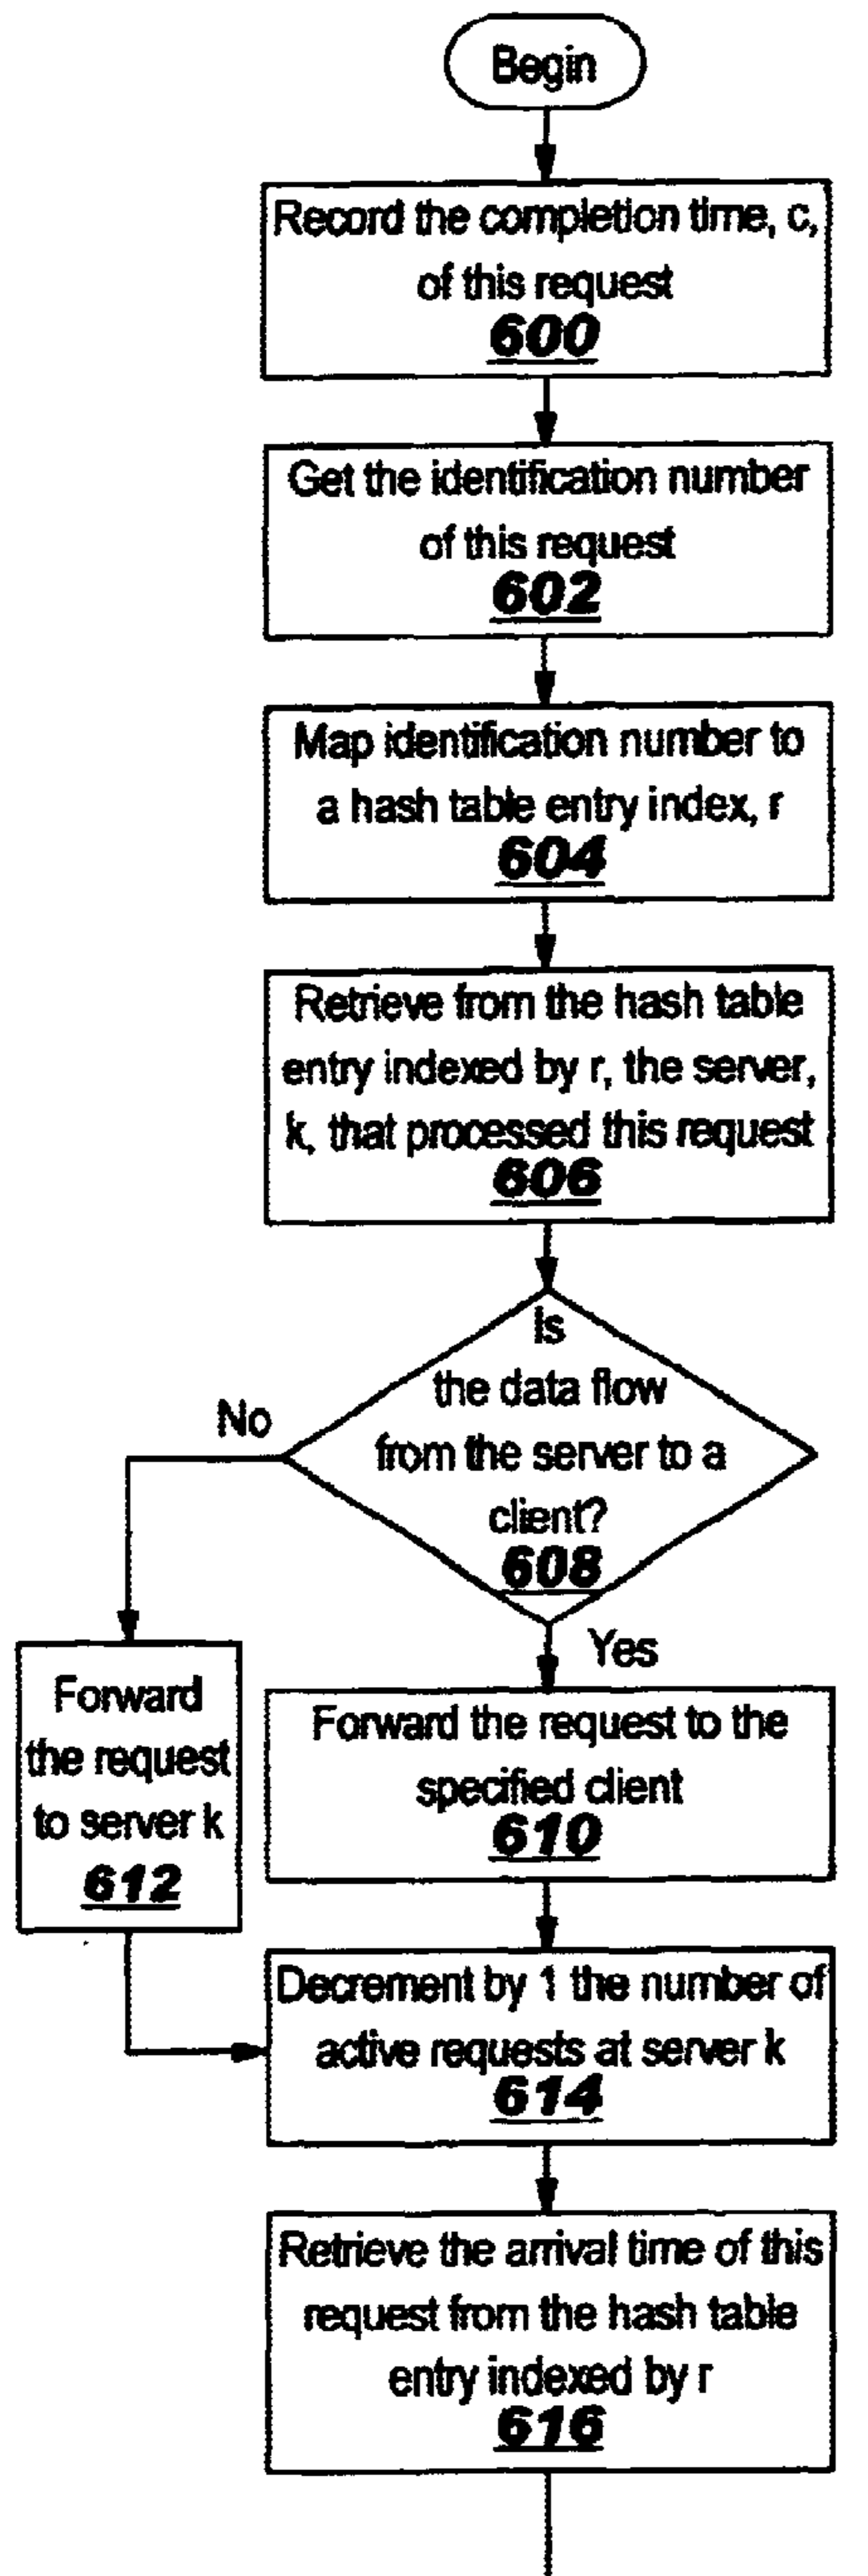 Begin
Record the completion time, c,
of this request
600
Get the identification number
of this request
602
Map identification number to
a hash table entry index, r
604
Retrieve from the hash table
entry indexed by r, the server,
k, that processed this request
606
Is
the data flow
from the server to a
client?
608
No
Yes
Forward
the request
to server k
612
Forward the request to the
specified client
610
Decrement by 1 the number of
active requests at server k
614
Retrieve the arrival time of this
request from the hash table
entry indexed by r
616